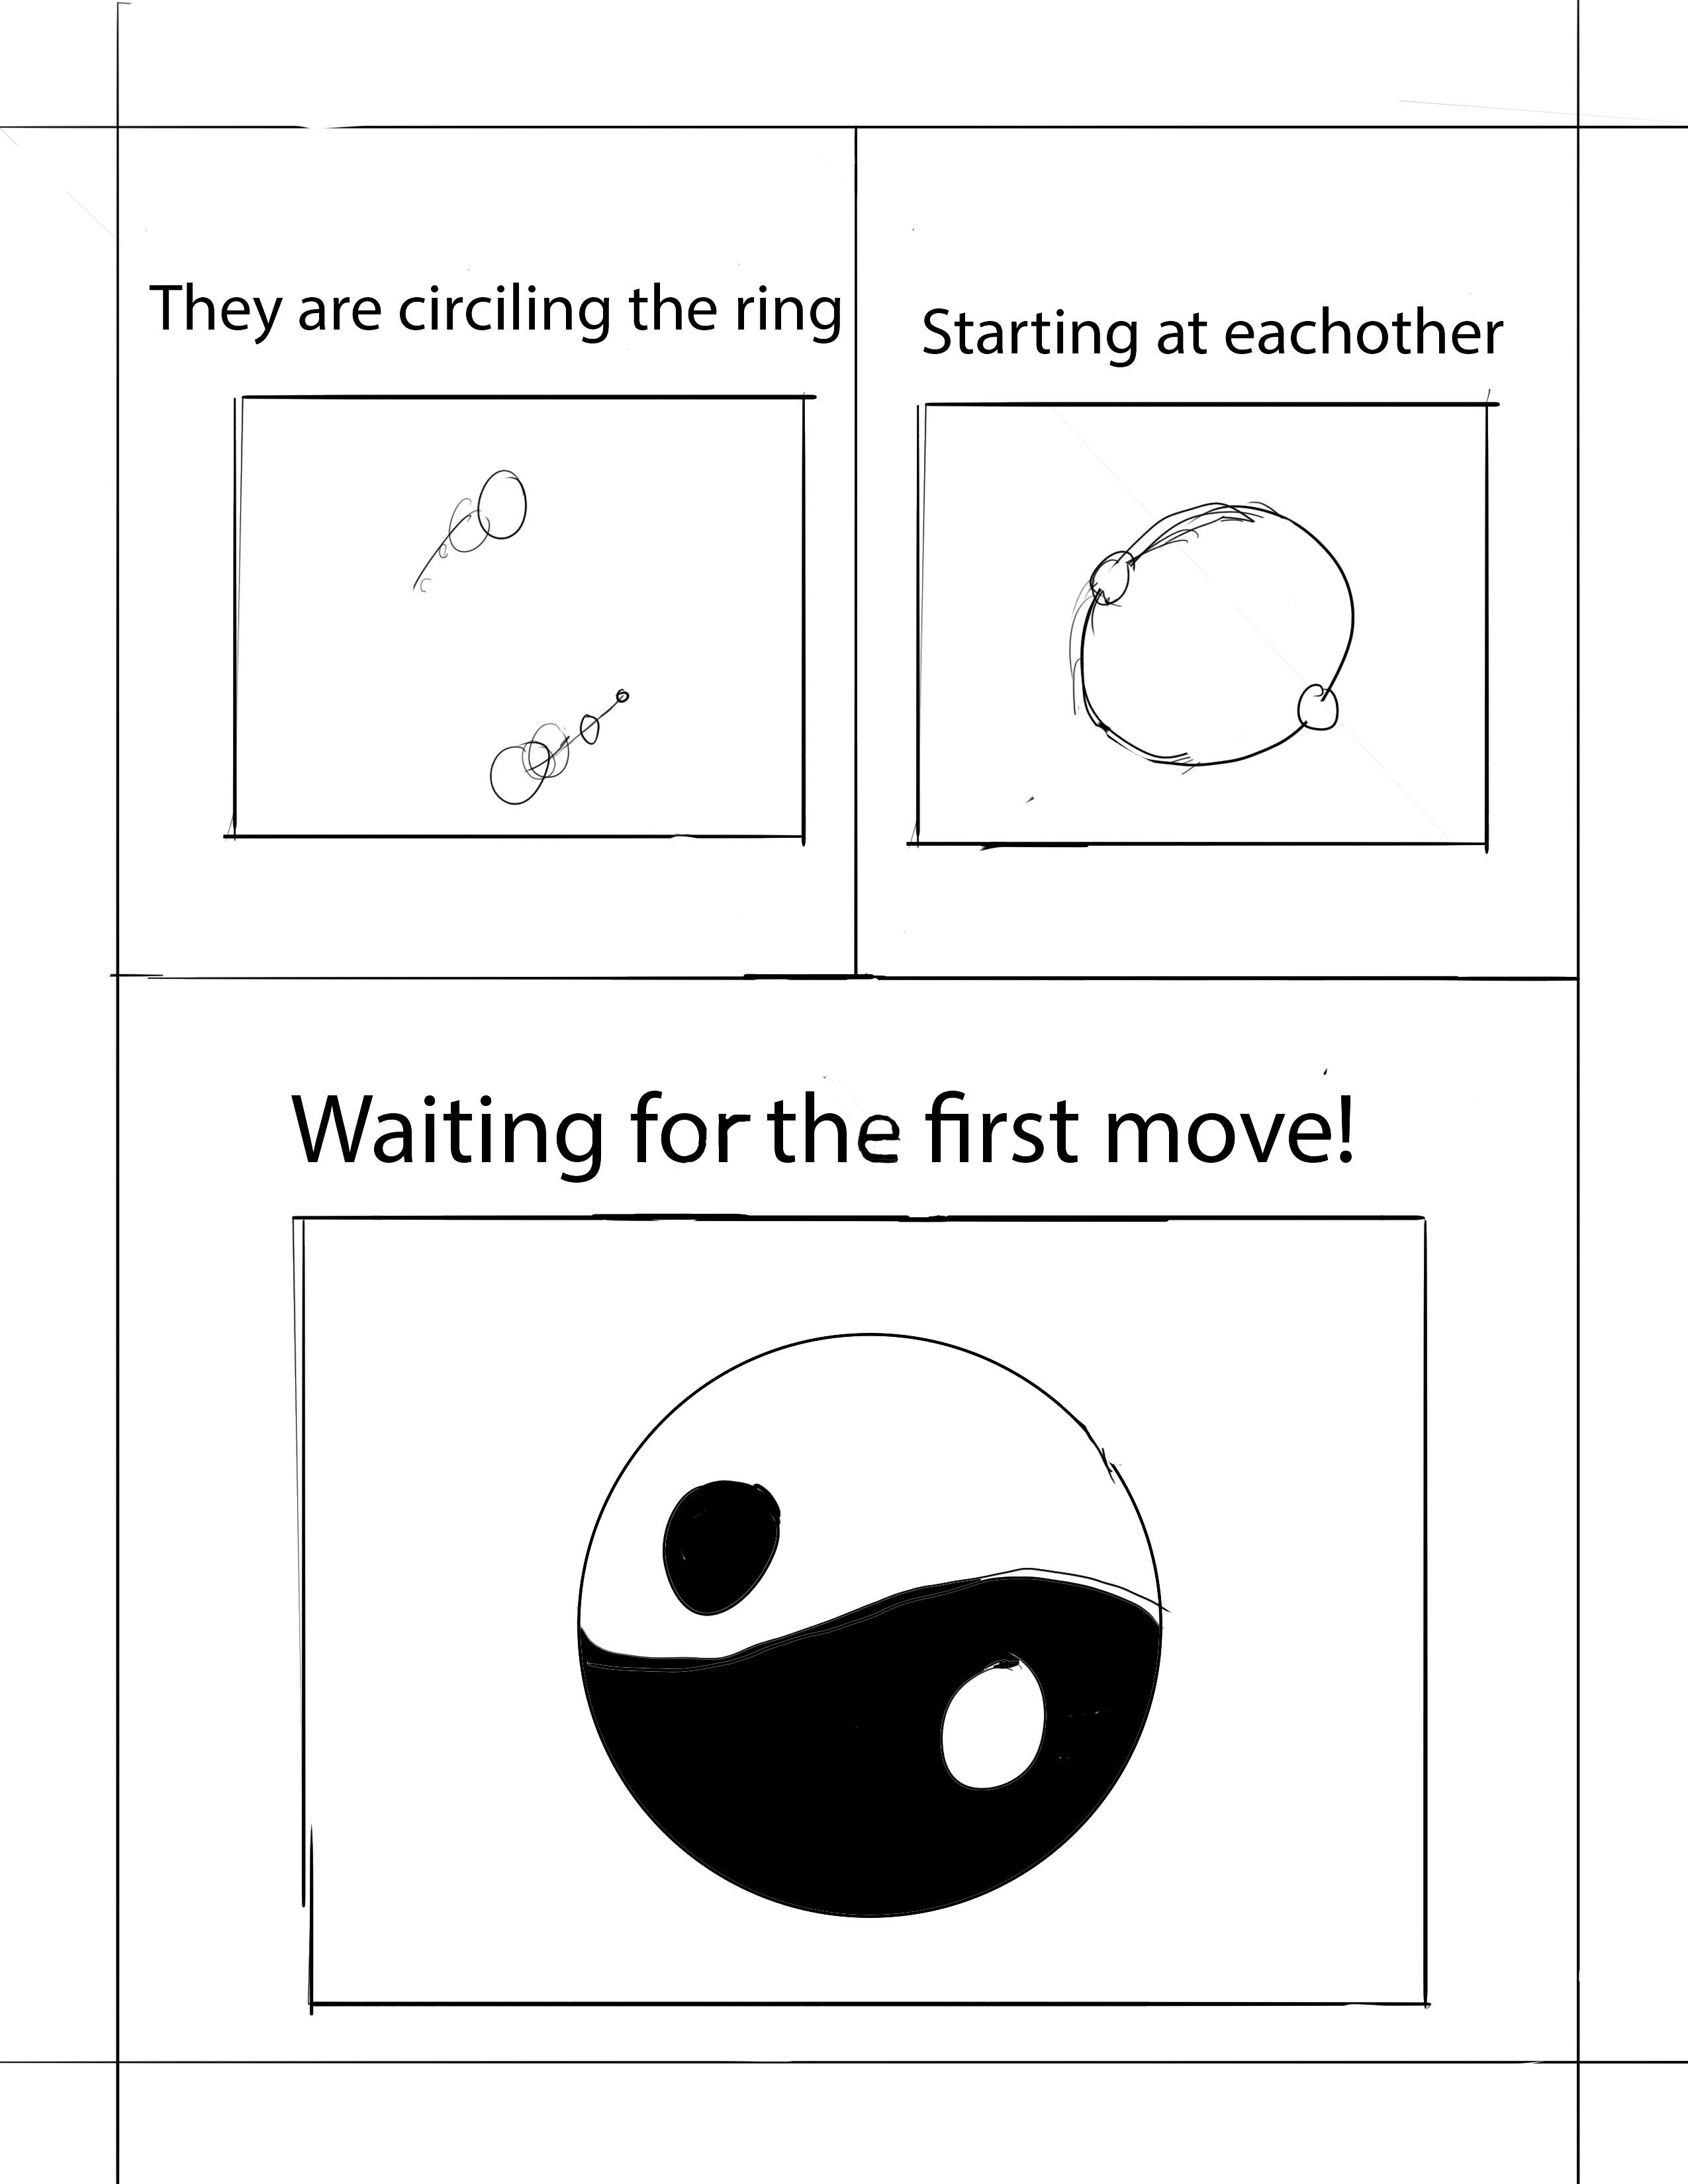 They are circiling the ring
Starting at eachother
Waiting for the first move!